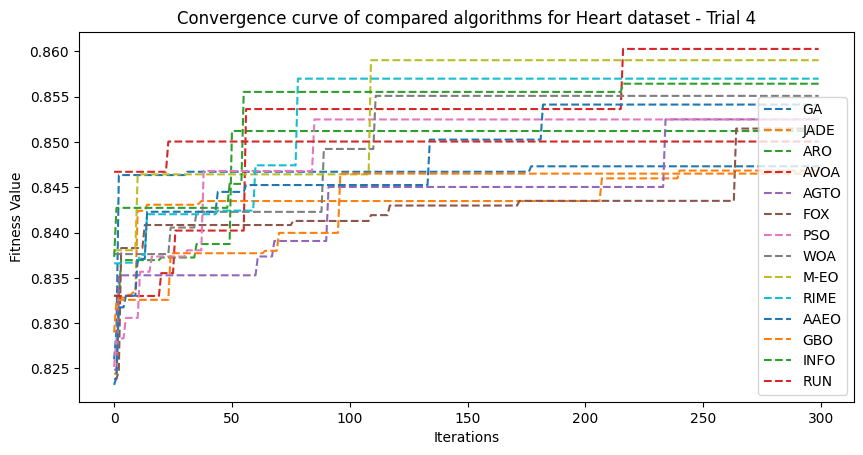 Convergence curve of compared algorithms for Heart dataset - Trial 4
Fitness Value
0.860
0.855
0.850
0.845
0.840
0.835
0.830
0.825
GA
JADE
ARO
AVOA
AGTO
FOX
PSO
WOA
M-EO
RIME
AAEO
GBO
INFO
RUN
0
50
100
150
200
250
300
Iterations